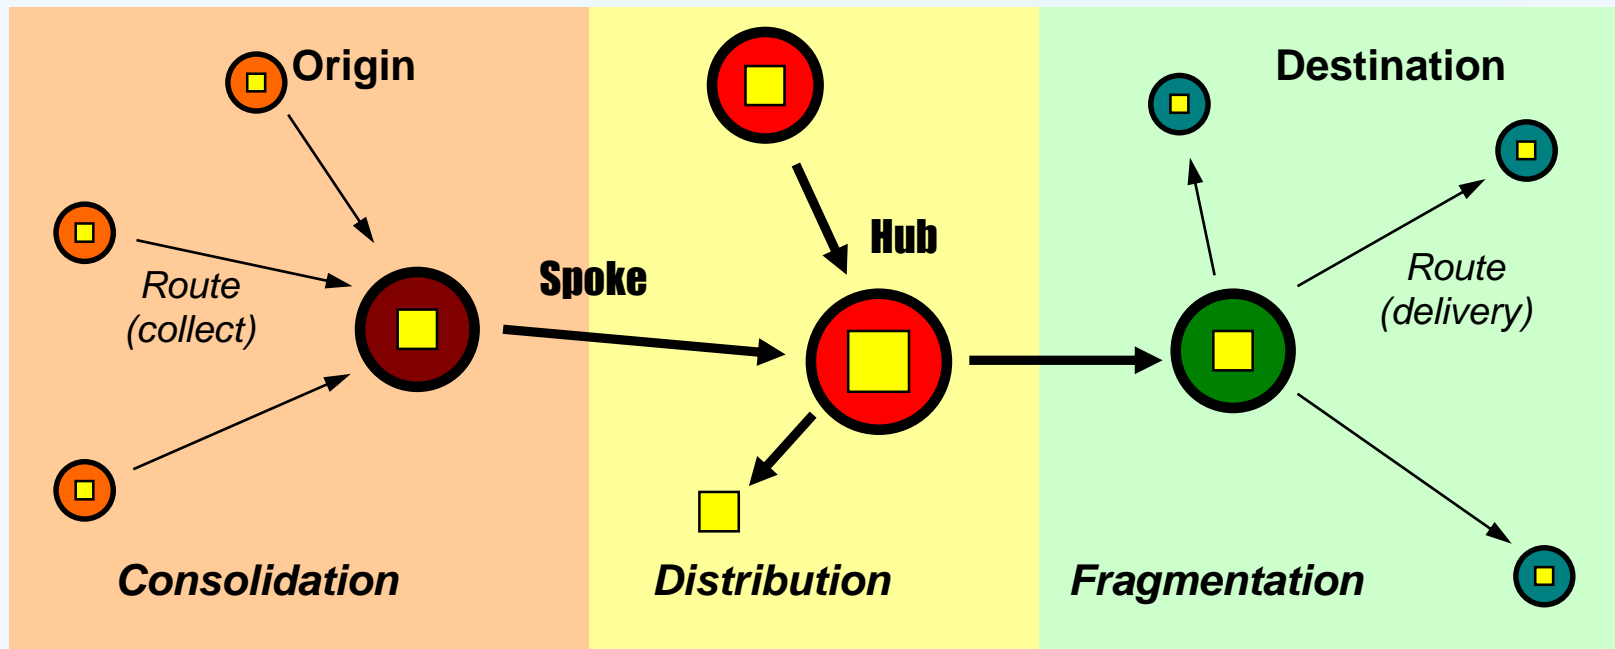 Origin
Route
(collect)
Consolidation
Spoke
Hub
Distribution
Destination
Route
(delivery)
Fragmentation